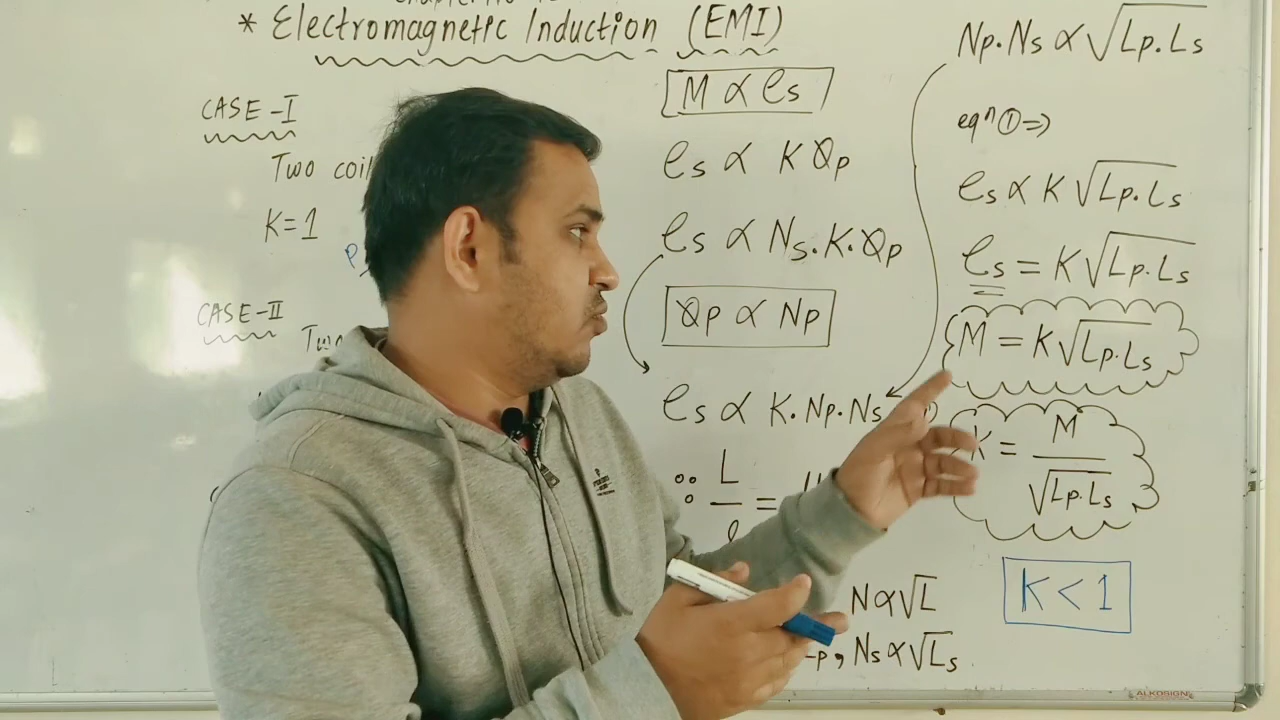 * Electromagnetic Induction (EMI)
CASE-I
Two coil
K=1
P
CASE-II
Two
M ∝ es
es ∝ K Φp
es ∝ Ns.K.Φp
Φp ∝ Np
es ∝ K.Np.Ns
∵ L =
Np.Ns ∝ √Lp.Ls
eqⁿ ① ⇒
es ∝ K √Lp.Ls
es = K √Lp.Ls
M = K √Lp.Ls
K = M / √Lp.Ls
K < 1
N ∝ √L
p, Ns ∝ √Ls
ALKOSIGN